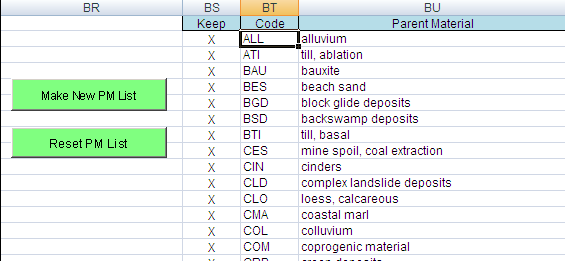 BR BS BT BU
Keep Code Parent Material
X ALL alluvium
X ATI till, ablation
X BAU bauxite
Make New PM List
X BES beach sand
X BGD block glide deposits
X BSD backswamp deposits
Reset PM List
X BTI till, basal
X CES mine spoil, coal extraction
X CIN cinders
X CLD complex landslide deposits
X CLO loess, calcareous
X CMA coastal marl
X COL colluvium
X COM coprogenic material